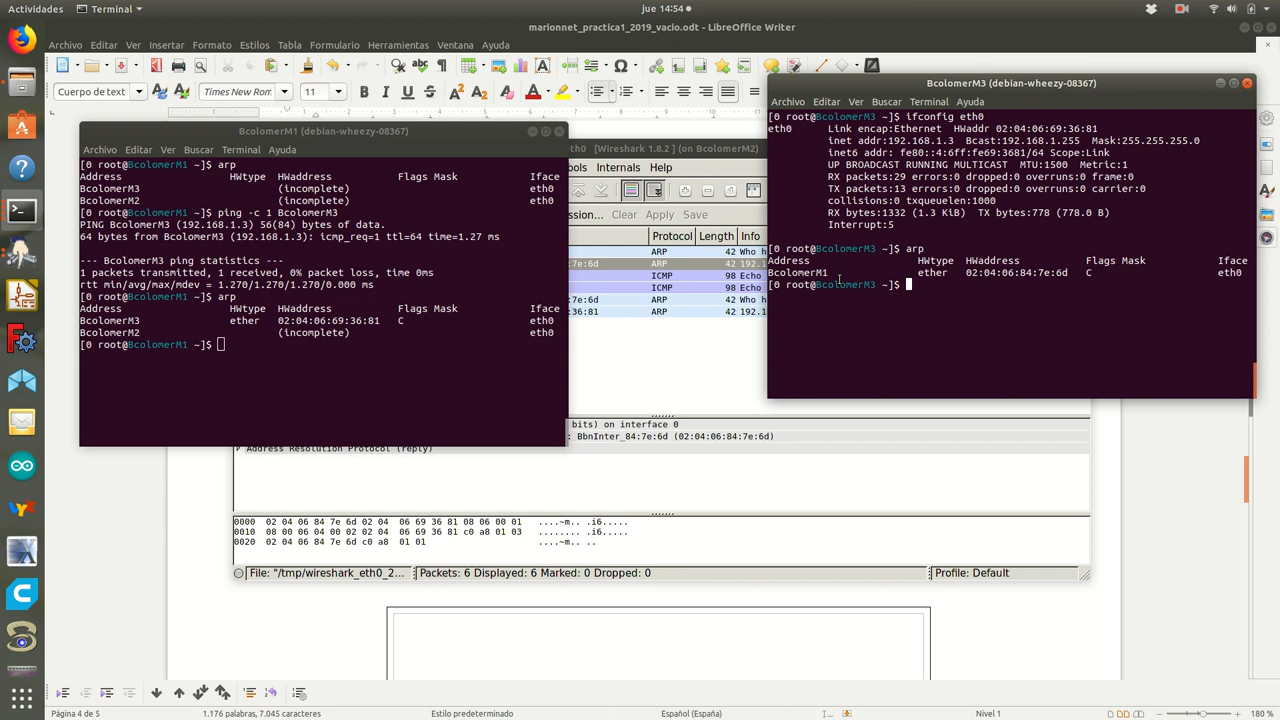 Actividades
Terminal
jue 14:54
marionnet_practica1_2019_vacio.odt - LibreOffice Writer
Archivo Editar Ver Insertar Formato Estilos Tabla Formulario Herramientas Ventana Ayuda
Cuerpo de text
Times New Rom
11
BcolomerM1 (debian-wheezy-08367)
Archivo Editar Ver Buscar Terminal Ayuda
[0 root@BcolomerM1 ~]$ arp
Address HWtype HWaddress Flags Mask Iface
BcolomerM3 (incomplete) eth0
BcolomerM2 (incomplete) eth0
[0 root@BcolomerM1 ~]$ ping -c 1 BcolomerM3
PING BcolomerM3 (192.168.1.3) 56(84) bytes of data.
64 bytes from BcolomerM3 (192.168.1.3): icmp_req=1 ttl=64 time=1.27 ms
--- BcolomerM3 ping statistics ---
1 packets transmitted, 1 received, 0% packet loss, time 0ms
rtt min/avg/max/mdev = 1.270/1.270/1.270/0.000 ms
[0 root@BcolomerM1 ~]$ arp
Address HWtype HWaddress Flags Mask Iface
BcolomerM3 ether 02:04:06:69:36:81 C eth0
BcolomerM2 (incomplete) eth0
[0 root@BcolomerM1 ~]$
th0 [Wireshark 1.8.2 ] (on BcolomerM2)
Internals Help
ssion... Clear Apply Save
Protocol Length Info
ARP 42 Who h
:7e:6d ARP 42 192.1
ICMP 98 Echo
ICMP 98 Echo
:7e:6d ARP 42 Who h
:36:81 ARP 42 192.1
bits) on interface 0
: BbnInter_84:7e:6d (02:04:06:84:7e:6d)
Address Resolution Protocol (reply)
0000 02 04 06 84 7e 6d 02 04 06 69 36 81 08 06 00 01 ....~m.. .i6.....
0010 08 00 06 04 00 02 02 04 06 69 36 81 c0 a8 01 03 ........ .i6.....
0020 02 04 06 84 7e 6d c0 a8 01 01 ....~m.. ..
File: "/tmp/wireshark_eth0_2... Packets: 6 Displayed: 6 Marked: 0 Dropped: 0 Profile: Default
BcolomerM3 (debian-wheezy-08367)
Archivo Editar Ver Buscar Terminal Ayuda
[0 root@BcolomerM3 ~]$ ifconfig eth0
eth0 Link encap:Ethernet HWaddr 02:04:06:69:36:81
inet addr:192.168.1.3 Bcast:192.168.1.255 Mask:255.255.255.0
inet6 addr: fe80::4:6ff:fe69:3681/64 Scope:Link
UP BROADCAST RUNNING MULTICAST MTU:1500 Metric:1
RX packets:29 errors:0 dropped:0 overruns:0 frame:0
TX packets:13 errors:0 dropped:0 overruns:0 carrier:0
collisions:0 txqueuelen:1000
RX bytes:1332 (1.3 KiB) TX bytes:778 (778.0 B)
Interrupt:5
[0 root@BcolomerM3 ~]$ arp
Address HWtype HWaddress Flags Mask Iface
BcolomerM1 ether 02:04:06:84:7e:6d C eth0
[0 root@BcolomerM3 ~]$
Página 4 de 5
1.176 palabras, 7.045 caracteres
Estilo predeterminado
Español (España)
Nivel 1
180 %